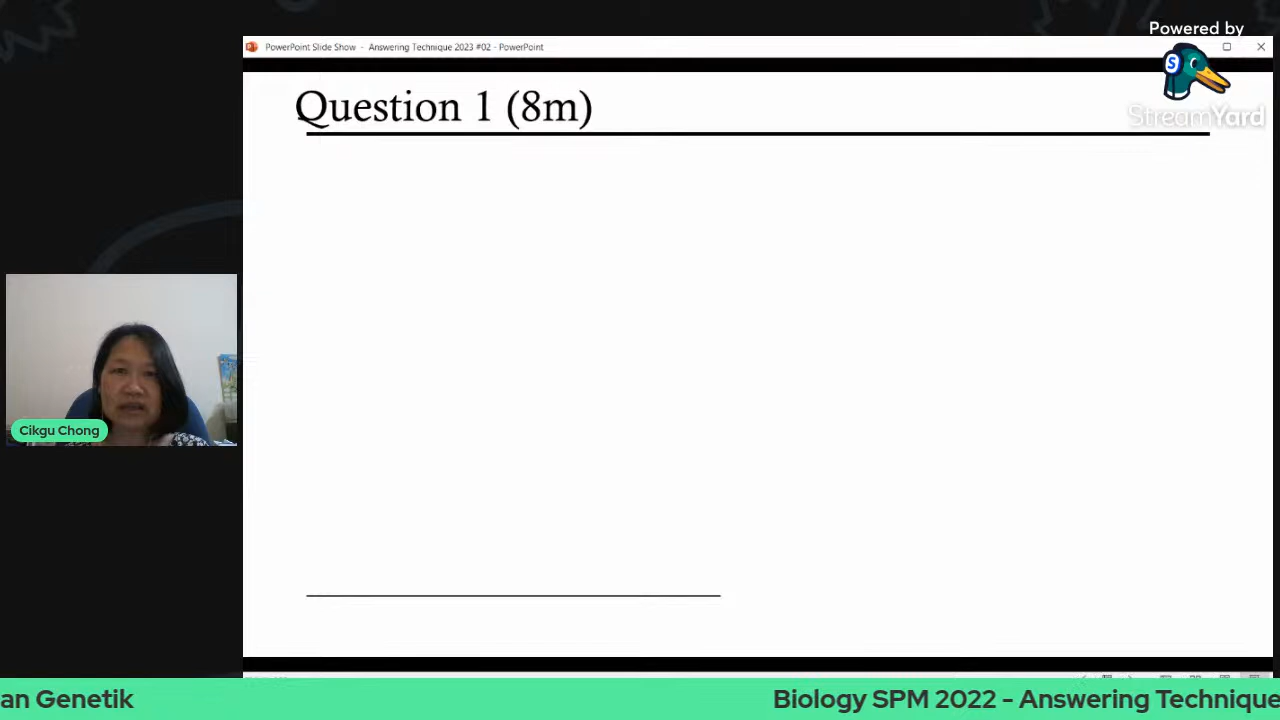 Powered by
StreamYard
PowerPoint Slide Show - Answering Technique 2023 #02 - PowerPoint
Question 1 (8m)
Cikgu Chong
an Genetik
Biology SPM 2022 - Answering Technique